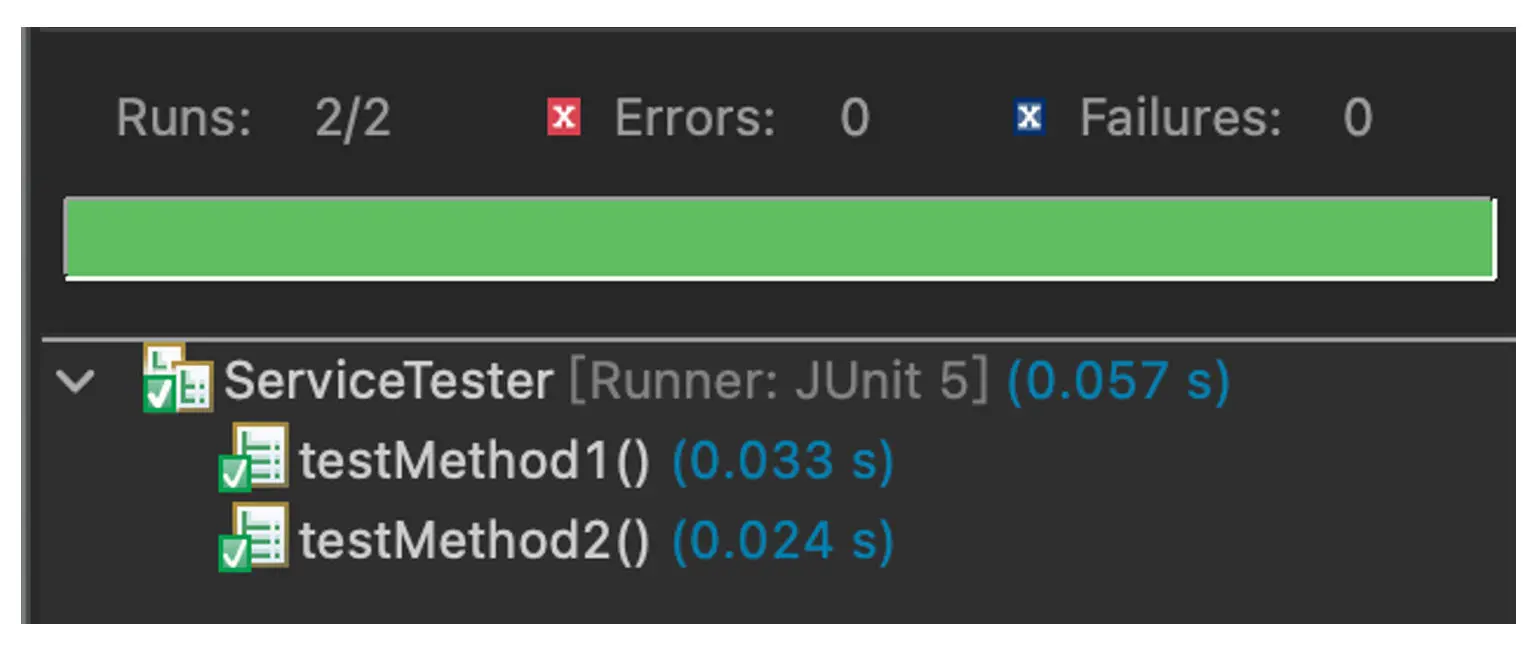 Runs: 2/2 Errors: 0 Failures: 0
ServiceTester [Runner: JUnit 5] (0.057 s)
testMethod1() (0.033 s)
testMethod2() (0.024 s)